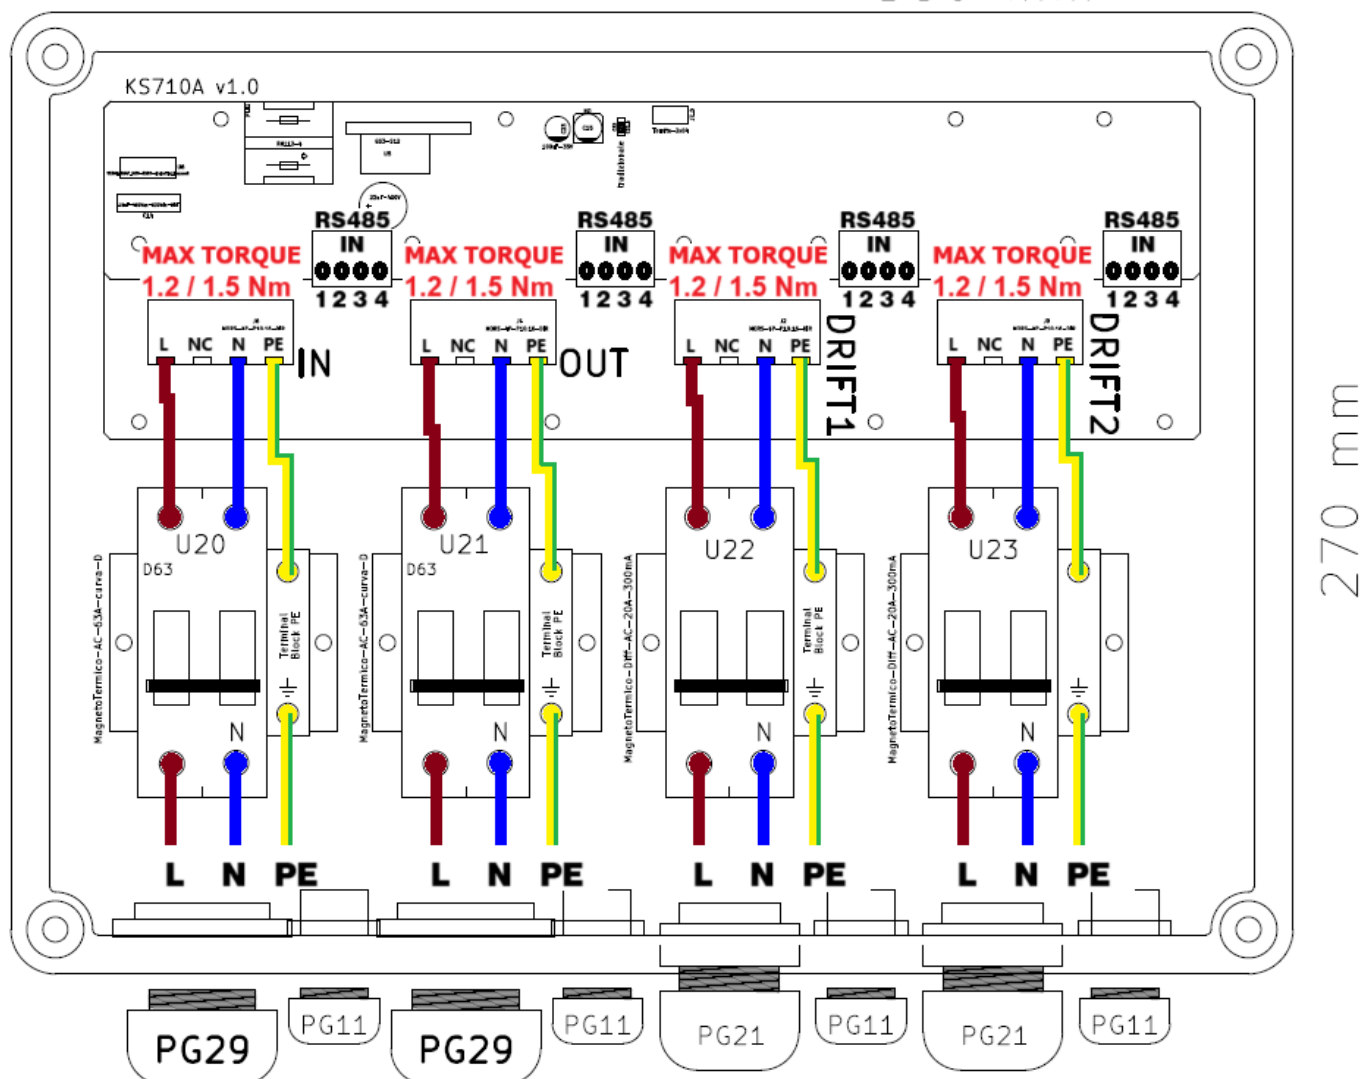 KS710A v1.0
tradizionale
RS485
IN
1 2 3 4
RS485
IN
1 2 3 4
RS485
IN
1 2 3 4
RS485
IN
1 2 3 4
MAX TORQUE
1.2 / 1.5 Nm
MAX TORQUE
1.2 / 1.5 Nm
MAX TORQUE
1.2 / 1.5 Nm
MAX TORQUE
1.2 / 1.5 Nm
L NC N PE
IN
L NC N PE
OUT
L NC N PE
DRIFT1
L NC N PE
DRIFT2
270 mm
U20
D63
MagnetoTermico-AC-63A-curva-D
Terminal
Block PE
N
U21
D63
MagnetoTermico-AC-63A-curva-D
Terminal
Block PE
N
U22
MagnetoTermico-Diff-AC-20A-300mA
Terminal
Block PE
N
U23
MagnetoTermico-Diff-AC-20A-300mA
N
L N PE
L N PE
L N PE
L N PE
PG29
PG11
PG29
PG11
PG21
PG11
PG21
PG11